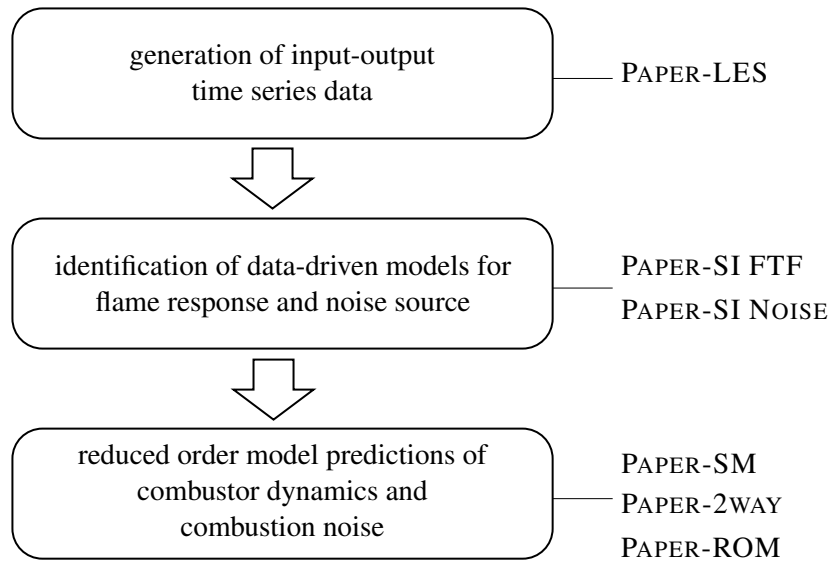 generation of input-output
time series data
PAPER-LES
identification of data-driven models for
flame response and noise source
PAPER-SI FTF
PAPER-SI NOISE
reduced order model predictions of
combustor dynamics and
combustion noise
PAPER-SM
PAPER-2WAY
PAPER-ROM